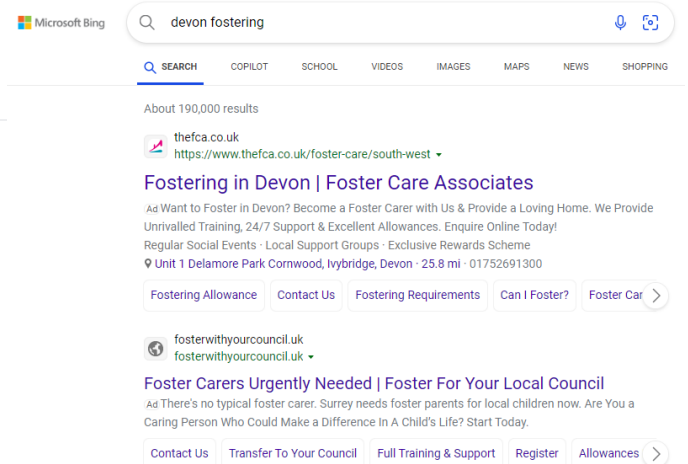 Microsoft Bing
devon fostering
SEARCH COPILOT SCHOOL VIDEOS IMAGES MAPS NEWS SHOPPING
About 190,000 results
thefca.co.uk
https://www.thefca.co.uk/foster-care/south-west
Fostering in Devon | Foster Care Associates
Ad Want to Foster in Devon? Become a Foster Carer with Us & Provide a Loving Home. We Provide
Unrivalled Training, 24/7 Support & Excellent Allowances. Enquire Online Today!
Regular Social Events · Local Support Groups · Exclusive Rewards Scheme
Unit 1 Delamore Park Cornwood, Ivybridge, Devon · 25.8 mi · 01752691300
Fostering Allowance Contact Us Fostering Requirements Can I Foster? Foster Car
fosterwithyourcouncil.uk
fosterwithyourcouncil.uk
Foster Carers Urgently Needed | Foster For Your Local Council
Ad There's no typical foster carer. Surrey needs foster parents for local children now. Are You a
Caring Person Who Could Make a Difference In A Child's Life? Start Today.
Contact Us Transfer To Your Council Full Training & Support Register Allowances